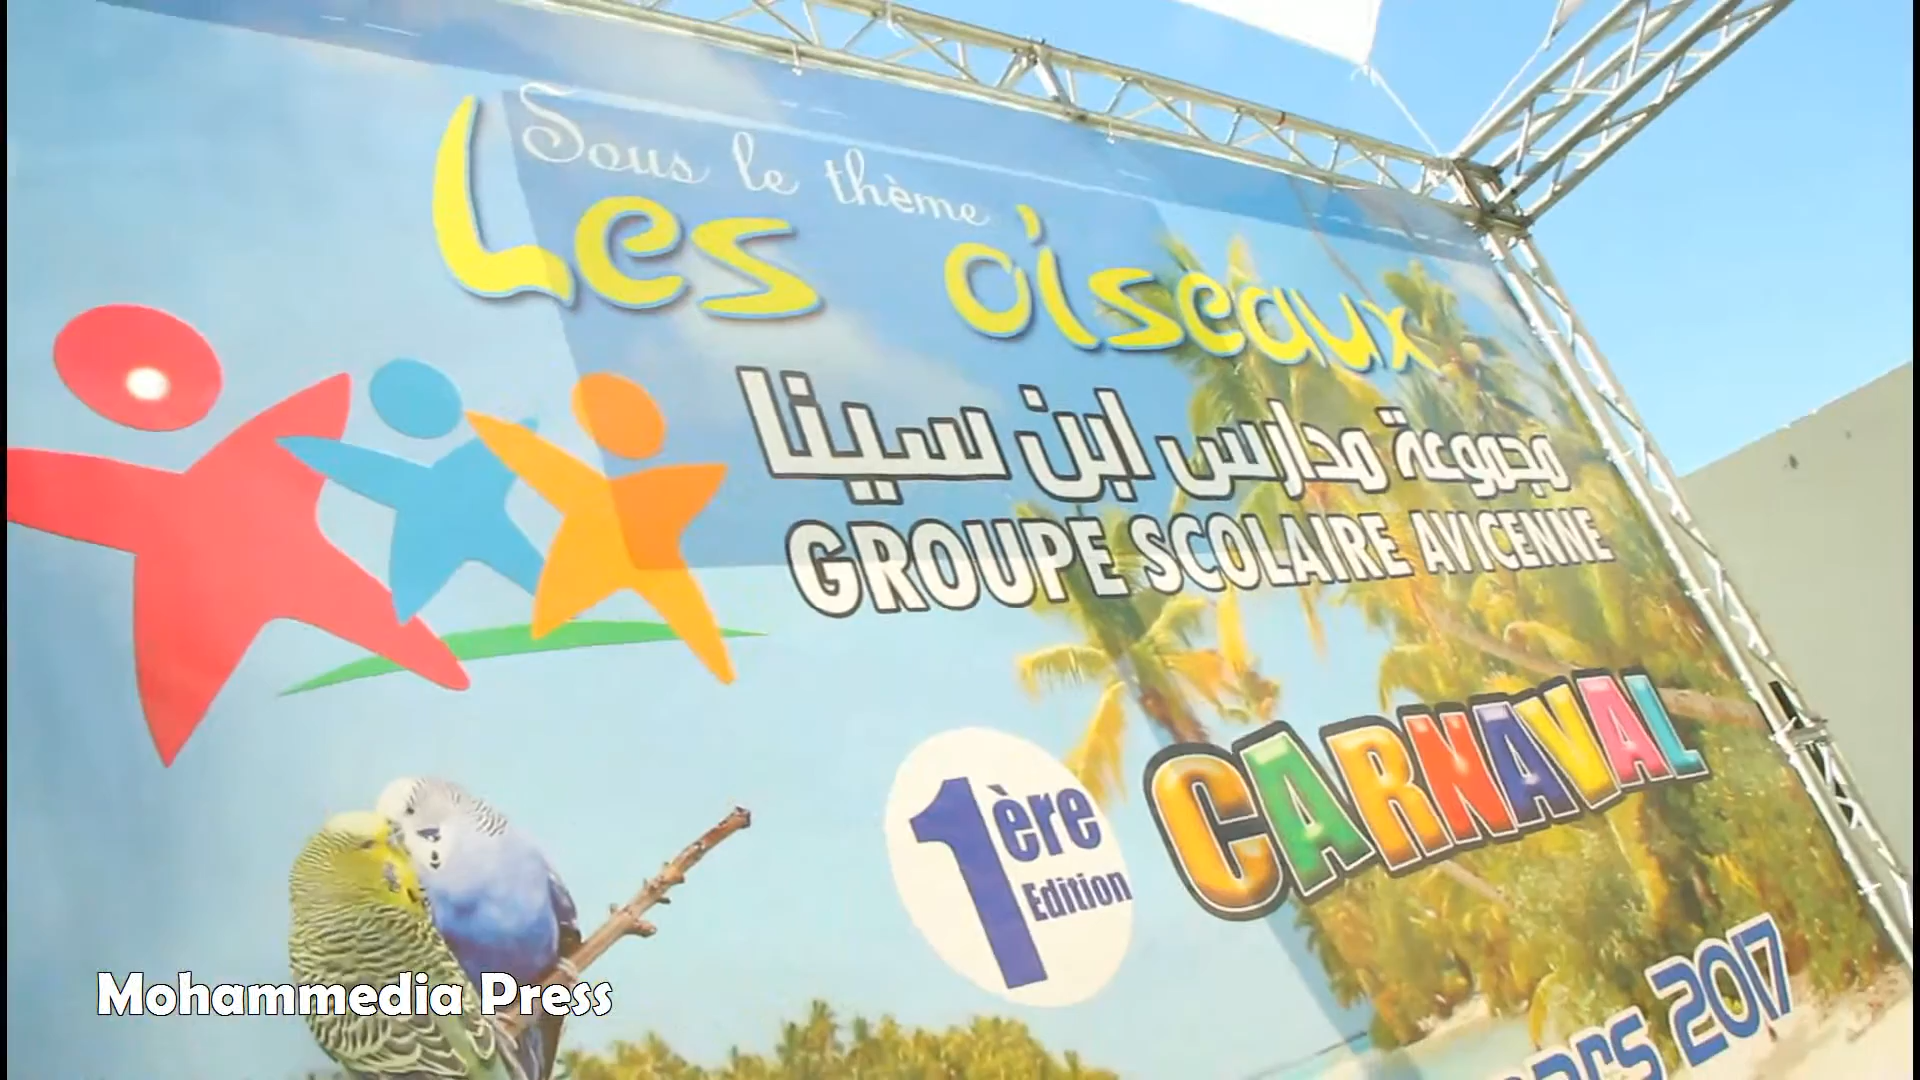 Sous le thème
Les oiseaux
مجموعة مدارس ابن سينا
GROUPE SCOLAIRE AVICENNE
1ère
Edition
CARNAVAL
2017
Mohammedia Press